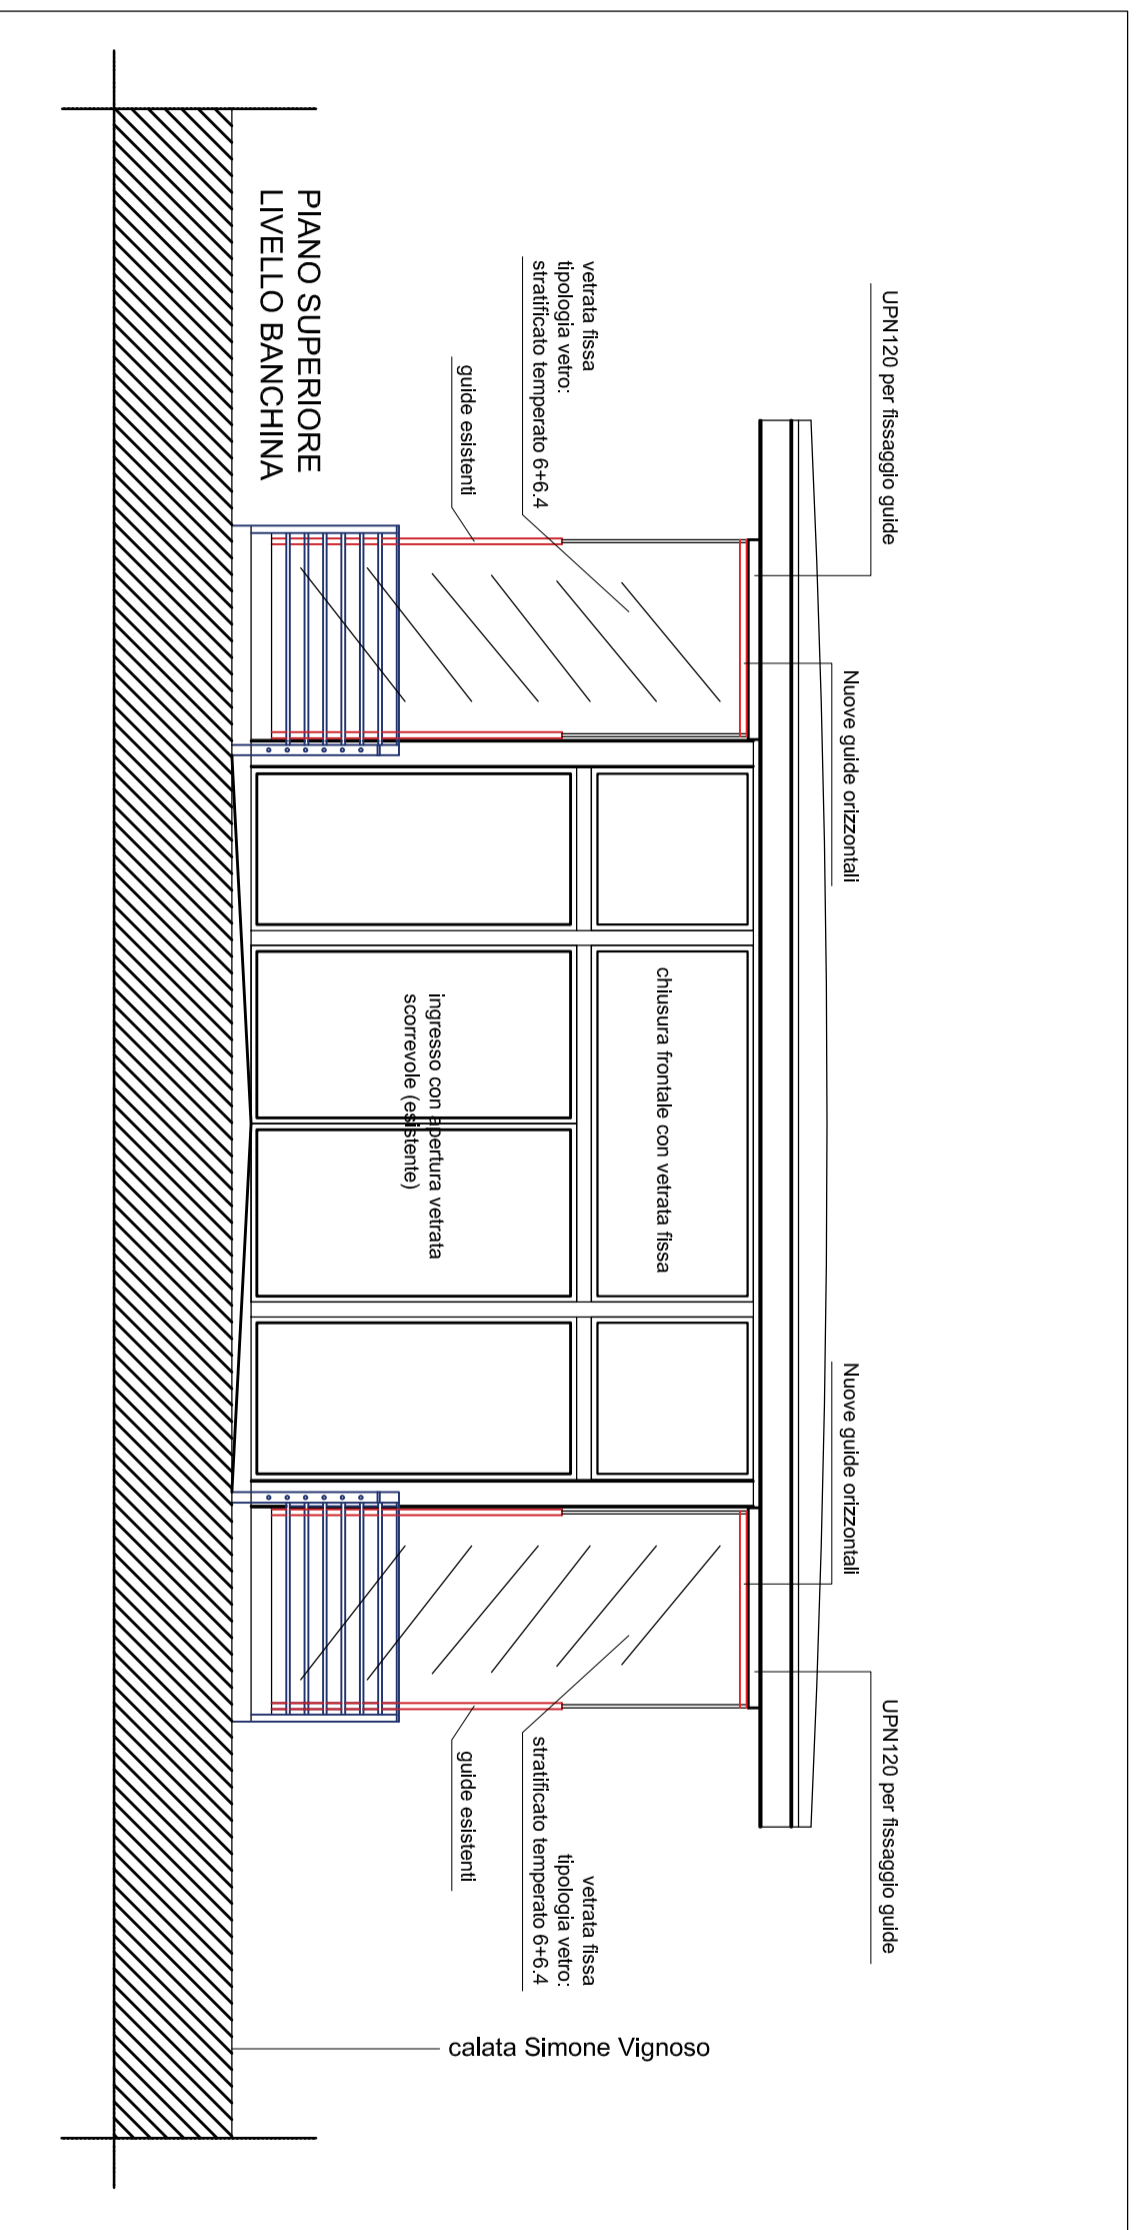 UPN120 per fissaggio guide
Nuove guide orizzontali
Nuove guide orizzontali
UPN120 per fissaggio guide
vetrata fissa
tipologia vetro:
stratificato temperato 6+6.4
guide esistenti
chiusura frontale con vetrata fissa
ingresso con apertura vetrata
scorrevole (esistente)
vetrata fissa
tipologia vetro:
stratificato temperato 6+6.4
guide esistenti
PIANO SUPERIORE
LIVELLO BANCHINA
calata Simone Vignoso